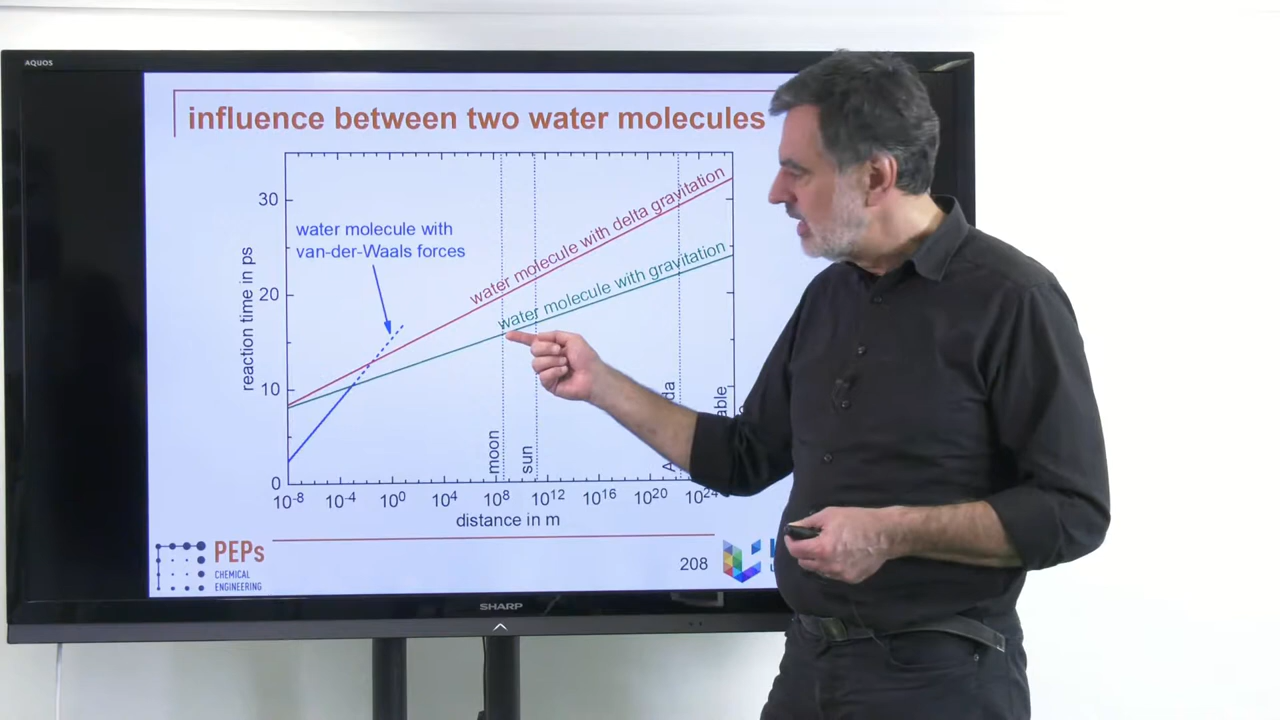 AQUOS
influence between two water molecules
30
20
10
0
reaction time in ps
water molecule with
van-der-Waals forces
water molecule with delta gravitation
water molecule with gravitation
moon
sun
10-8 10-4 100 104 108 1012 1016 1020 1024
distance in m
PEPs
CHEMICAL
ENGINEERING
208
SHARP